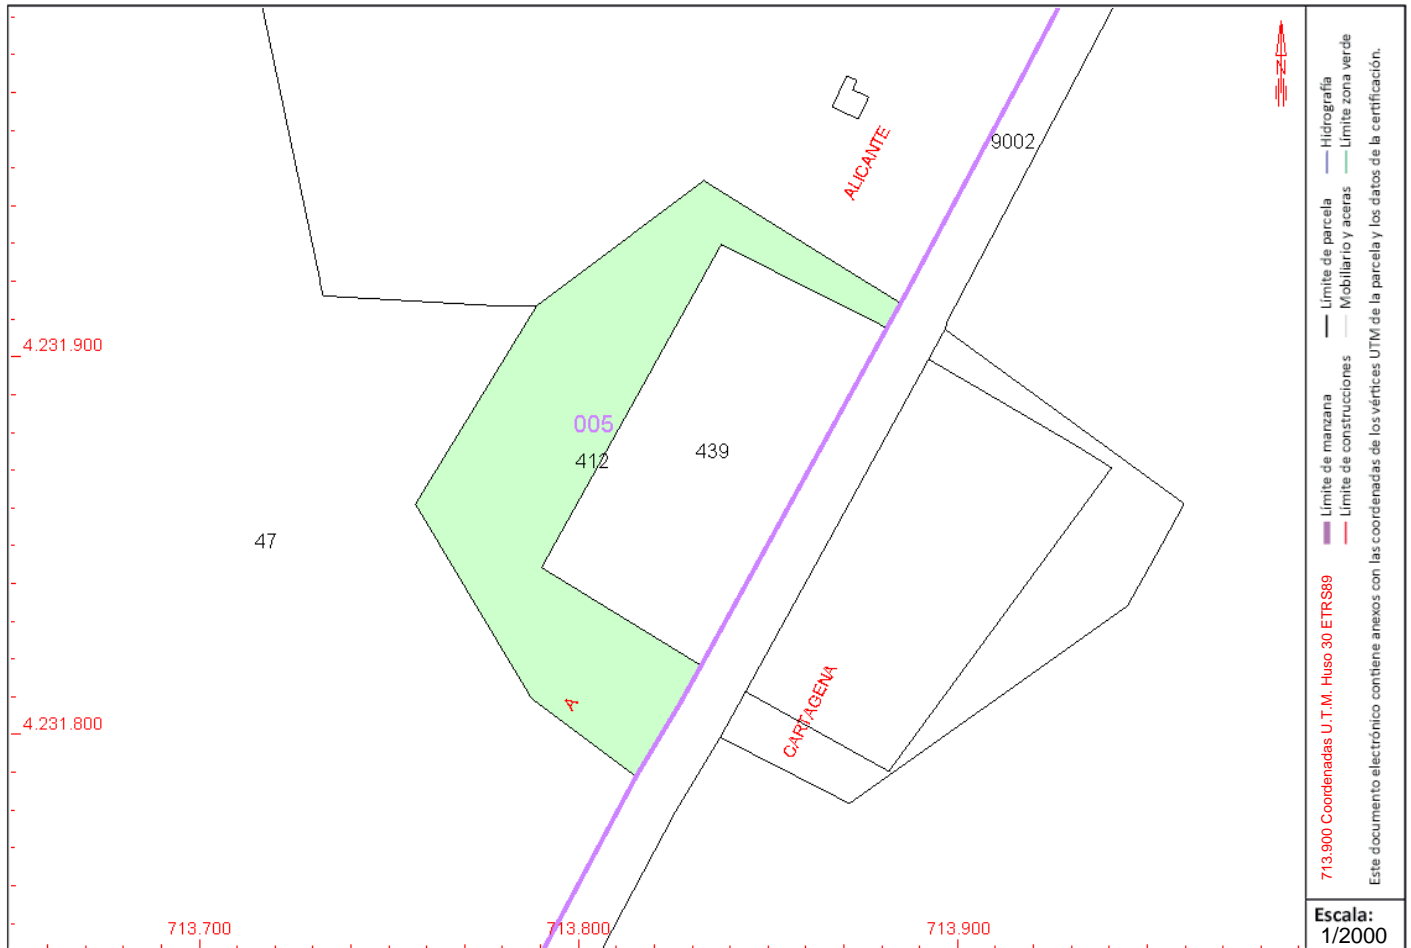 ALICANTE
9002
4.231.900
005
412
439
47
A
CARTAGENA
4.231.800
713.700
713.800
713.900
N
Límite de manzana
Límite de parcela
Hidrografía
Límite de construcciones
Mobiliario y aceras
Límite zona verde
713.900 Coordenadas U.T.M. Huso 30 ETRS89
Este documento electrónico contiene anexos con las coordenadas de los vértices UTM de la parcela y los datos de la certificación.
Escala:
1/2000